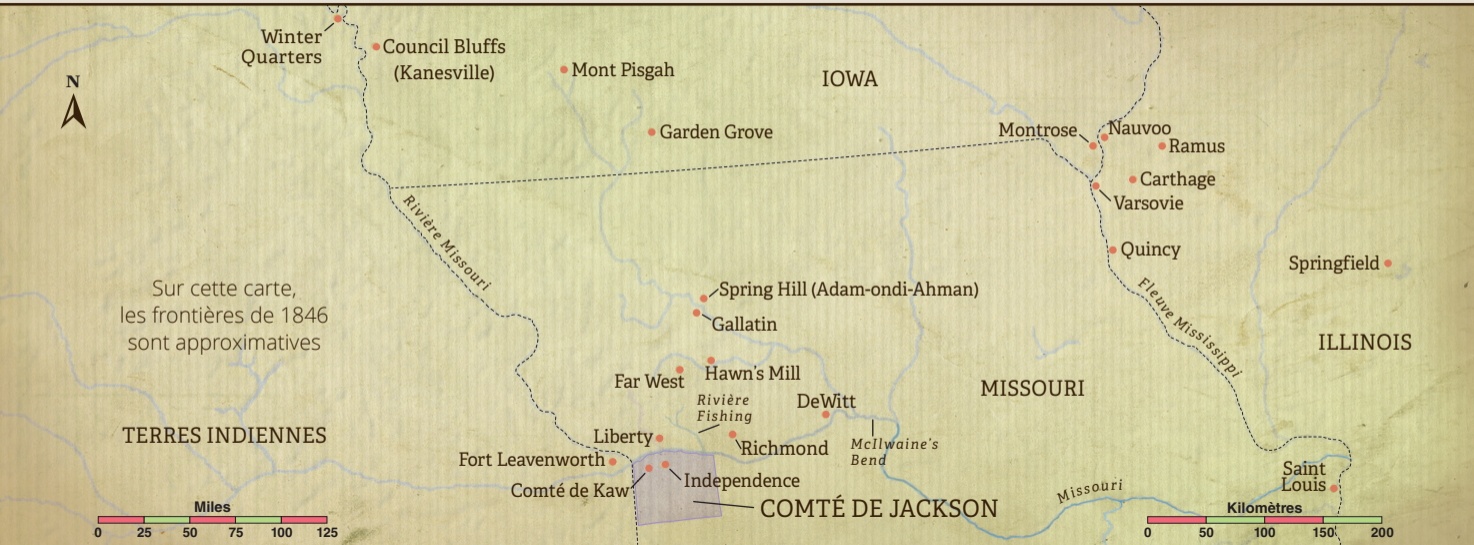 Winter
Quarters
Council Bluffs
(Kanesville)
Mont Pisgah
IOWA
N
Garden Grove
Montrose
Nauvoo
Ramus
Carthage
Varsovie
Rivière Missouri
Quincy
Springfield
Sur cette carte,
les frontières de 1846
sont approximatives
Spring Hill (Adam-ondi-Ahman)
Gallatin
Fleuve Mississippi
ILLINOIS
Far West
Hawn's Mill
MISSOURI
Rivière
Fishing
DeWitt
TERRES INDIENNES
Liberty
Richmond
McIlwaine's
Bend
Fort Leavenworth
Independence
Comté de Kaw
COMTÉ DE JACKSON
Missouri
Saint
Louis
Miles
0 25 50 75 100 125
Kilomètres
0 50 100 150 200